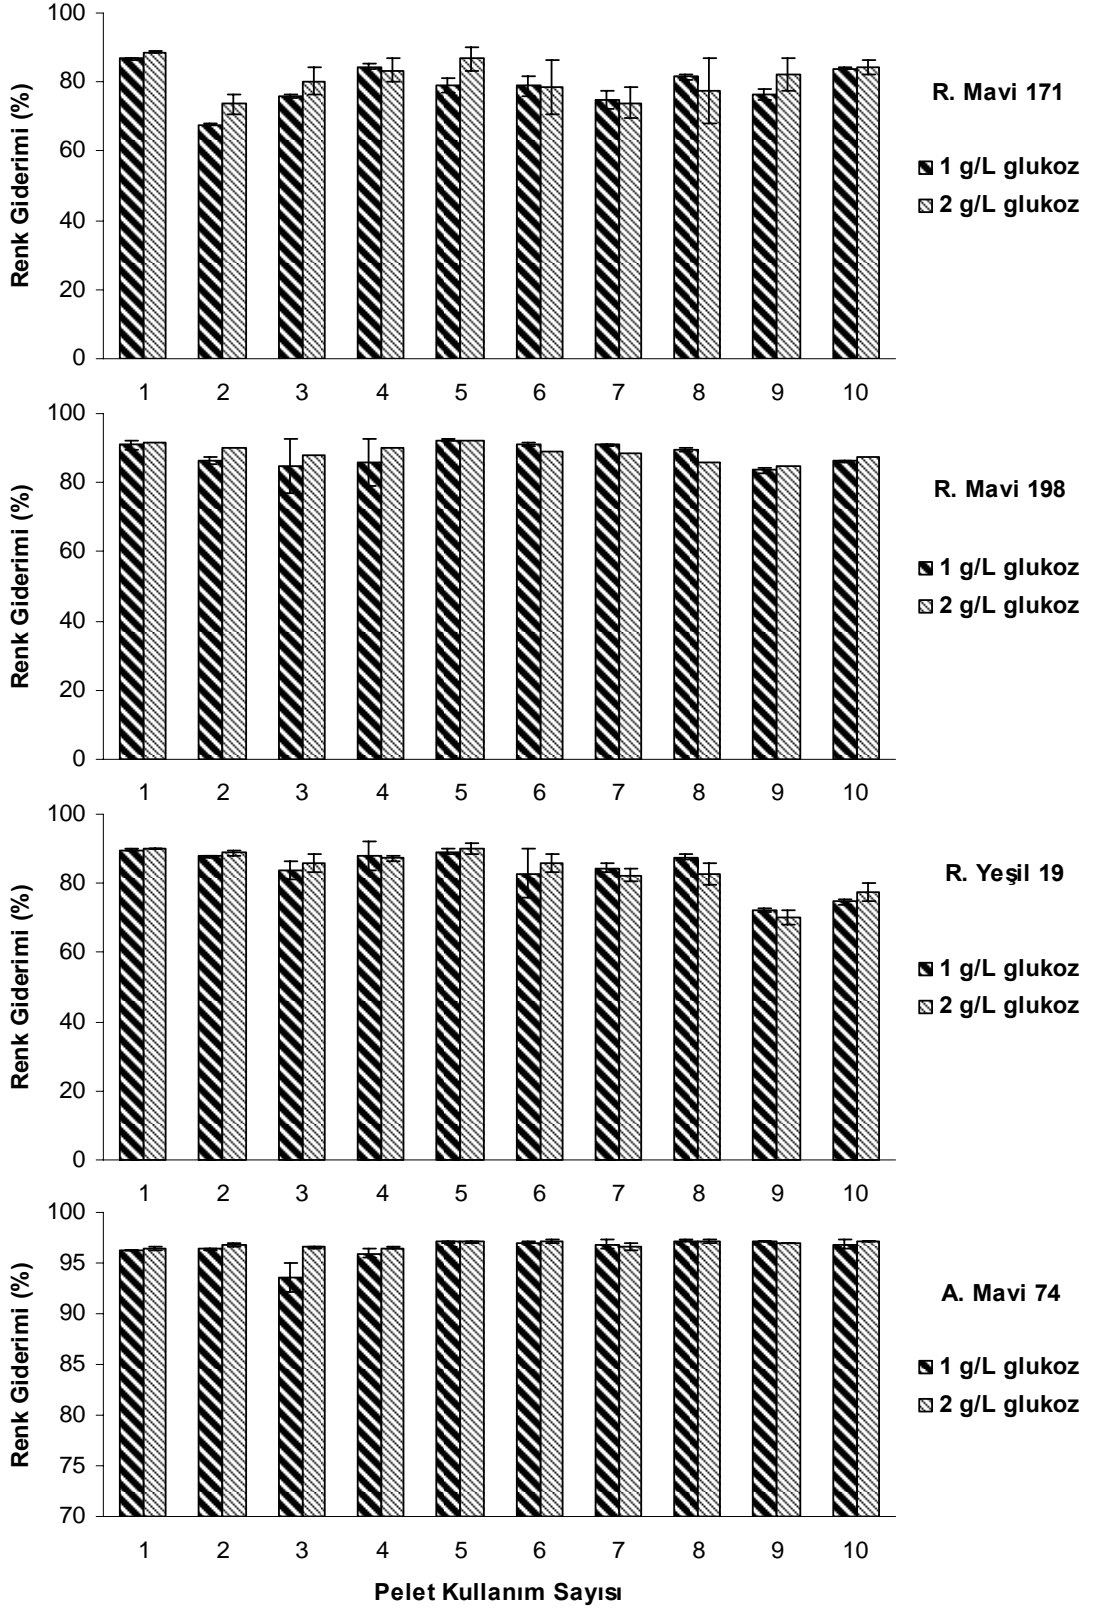 100
80
60
40
20
0
Renk Giderimi (%)
1 2 3 4 5 6 7 8 9 10
R. Mavi 171
1 g/L glukoz
2 g/L glukoz
100
80
60
40
20
0
Renk Giderimi (%)
1 2 3 4 5 6 7 8 9 10
R. Mavi 198
1 g/L glukoz
2 g/L glukoz
100
80
60
40
20
0
Renk Giderimi (%)
1 2 3 4 5 6 7 8 9 10
R. Yeşil 19
1 g/L glukoz
2 g/L glukoz
100
95
90
85
80
75
70
Renk Giderimi (%)
1 2 3 4 5 6 7 8 9 10
A. Mavi 74
1 g/L glukoz
2 g/L glukoz
Pelet Kullanım Sayısı